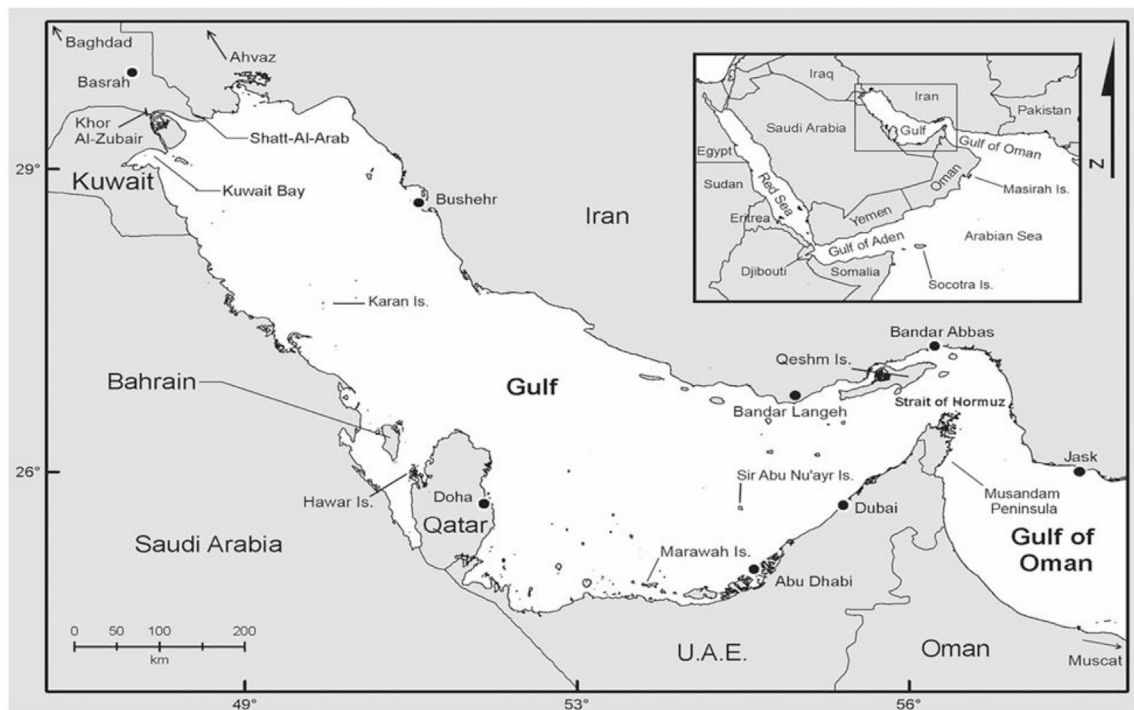 Baghdad
Ahvaz
Basrah
Khor
Al-Zubair
Shatt-Al-Arab
29°
Kuwait
Kuwait Bay
Bushehr
Iran
Karan Is.
Bahrain
Gulf
Bandar Abbas
Qeshm Is.
Bandar Langeh
Strait of Hormuz
26°
Hawar Is.
Doha
Qatar
Sir Abu Nu'ayr Is.
Dubai
Jask
Musandam
Peninsula
Saudi Arabia
Marawah Is.
Abu Dhabi
Gulf of
Oman
0 50 100 200
km
U.A.E.
Oman
Muscat
49°
53°
56°
Iraq
Iran
Pakistan
Saudi Arabia
Gulf
Gulf of Oman
Egypt
Red Sea
Oman
Masirah Is.
Sudan
Eritrea
Yemen
Gulf of Aden
Arabian Sea
Djibouti
Somalia
Socotra Is.
N